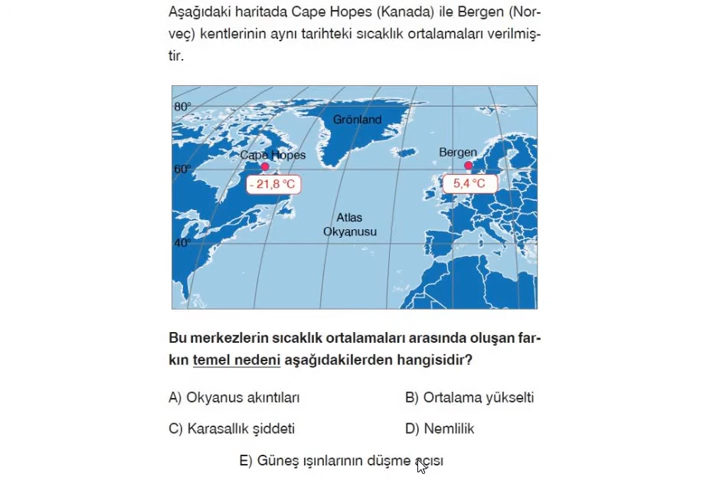 Aşağıdaki haritada Cape Hopes (Kanada) ile Bergen (Nor-
veç) kentlerinin aynı tarihteki sıcaklık ortalamaları verilmiş-
tir.
80°
Grönland
Cape Hopes
Bergen
60°
- 21,8 °C
5,4 °C
Atlas
Okyanusu
40°
Bu merkezlerin sıcaklık ortalamaları arasında oluşan far-
kın temel nedeni aşağıdakilerden hangisidir?
A) Okyanus akıntıları
B) Ortalama yükselti
C) Karasallık şiddeti
D) Nemlilik
E) Güneş ışınlarının düşme açısı